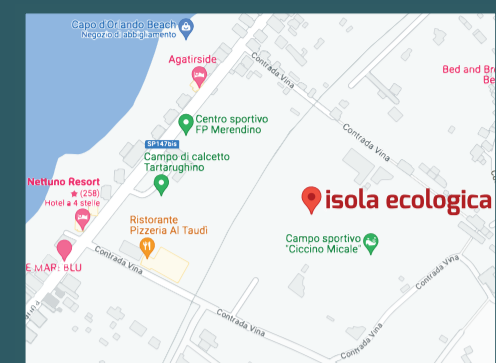 Capo d'Orlando Beach
Negozio di abbigliamento
Agatirside
Contrada Vina
Bed and Br
Be
Centro sportivo
FP Merendino
Contrada Vina
SP147bis
Campo di calcetto
Tartarughino
Nettuno Resort
★ (258)
Hotel a 4 stelle
isola ecologica
Ristorante
Pizzeria Al Taudi
Campo sportivo
"Ciccino Micale"
E MARE BLU
Contrada Vina
Contrada Vina
Contrada Vina
Contrada Vina